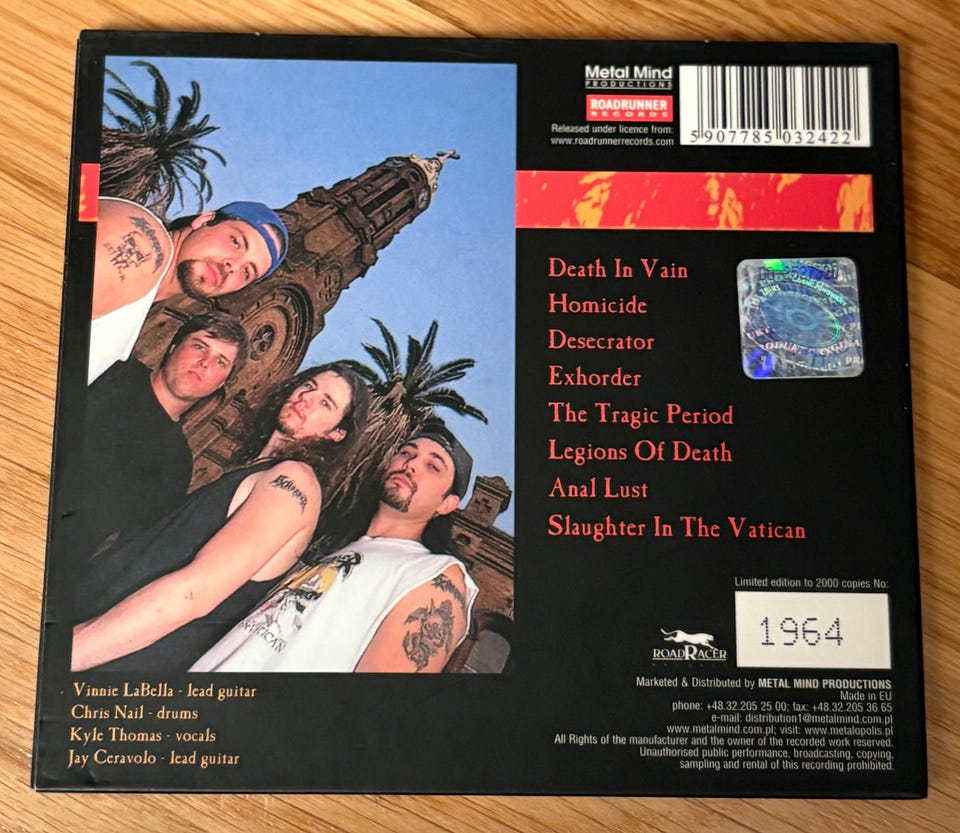 Metal Mind
PRODUCTIONS
ROADRUNNER
RECORDS
Released under licence from:
www.roadrunnerrecords.com
5907785032422
Death In Vain
Homicide
Desecrator
Exhorder
The Tragic Period
Legions Of Death
Anal Lust
Slaughter In The Vatican
Limited edition to 2000 copies No:
1964
ROADRACER
Marketed & Distributed by METAL MIND PRODUCTIONS
Made in EU
phone: +48.32.205 25 00; fax: +48.32.205 36 65
e-mail: distribution1@metalmind.com.pl
www.metalmind.com.pl; visit: www.metalopolis.pl
All Rights of the manufacturer and the owner of the recorded work reserved.
Unauthorised public performance, broadcasting, copying,
sampling and rental of this recording prohibited.
Vinnie LaBella - lead guitar
Chris Nail - drums
Kyle Thomas - vocals
Jay Ceravolo - lead guitar